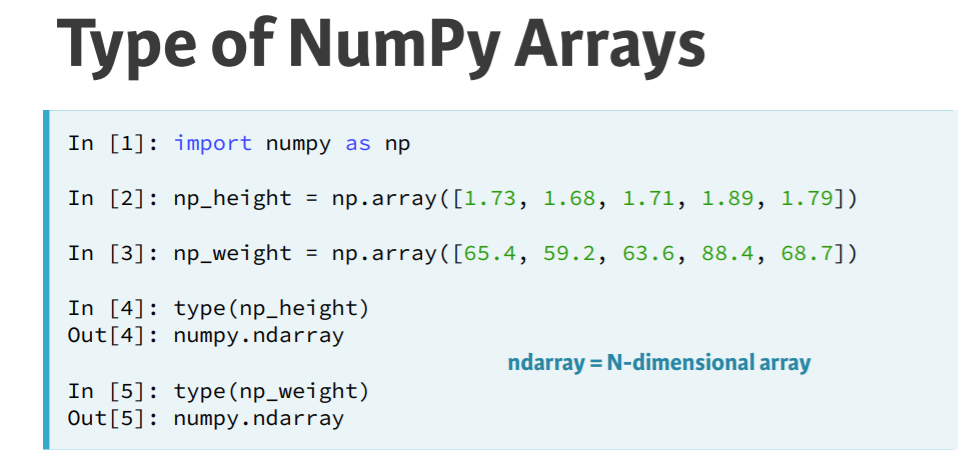 Type of NumPy Arrays
In [1]: import numpy as np
In [2]: np_height = np.array([1.73, 1.68, 1.71, 1.89, 1.79])
In [3]: np_weight = np.array([65.4, 59.2, 63.6, 88.4, 68.7])
In [4]: type(np_height)
Out[4]: numpy.ndarray
ndarray = N-dimensional array
In [5]: type(np_weight)
Out[5]: numpy.ndarray